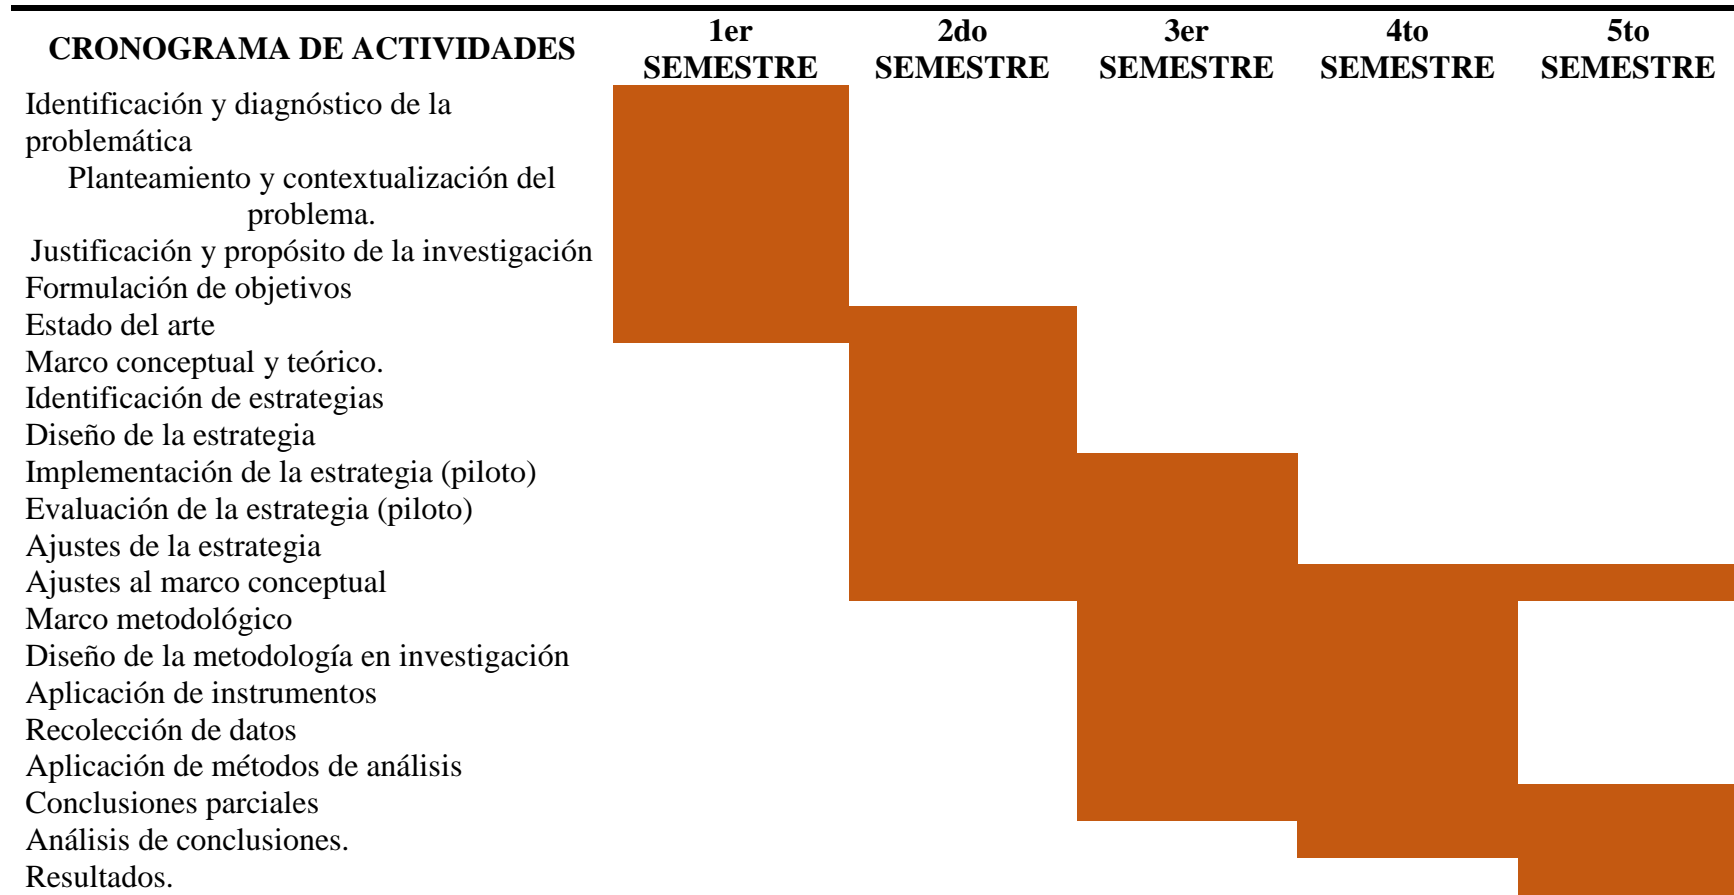 CRONOGRAMA DE ACTIVIDADES
1er SEMESTRE
2do SEMESTRE
3er SEMESTRE
4to SEMESTRE
5to SEMESTRE
Identificación y diagnóstico de la
problemática
Planteamiento y contextualización del
problema.
Justificación y propósito de la investigación
Formulación de objetivos
Estado del arte
Marco conceptual y teórico.
Identificación de estrategias
Diseño de la estrategia
Implementación de la estrategia (piloto)
Evaluación de la estrategia (piloto)
Ajustes de la estrategia
Ajustes al marco conceptual
Marco metodológico
Diseño de la metodología en investigación
Aplicación de instrumentos
Recolección de datos
Aplicación de métodos de análisis
Conclusiones parciales
Análisis de conclusiones.
Resultados.